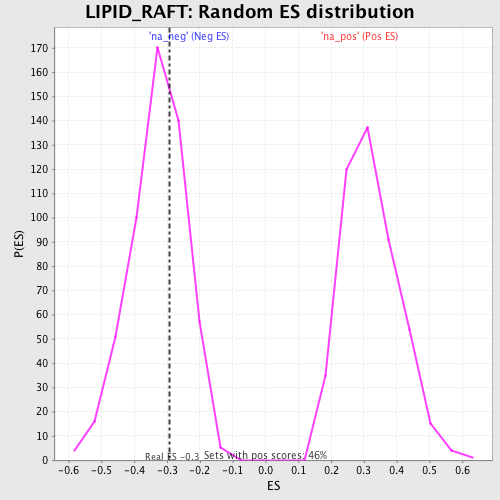 LIPID_RAFT: Random ES distribution
'na_neg' (Neg ES)
'na_pos' (Pos ES)
170
160
150
140
130
120
110
100
90
80
70
60
50
40
30
20
10
0
P(ES)
Real ES -0.3
Sets with pos scores: 46%
-0.6 -0.5 -0.4 -0.3 -0.2 -0.1 0.0 0.1 0.2 0.3 0.4 0.5 0.6
ES